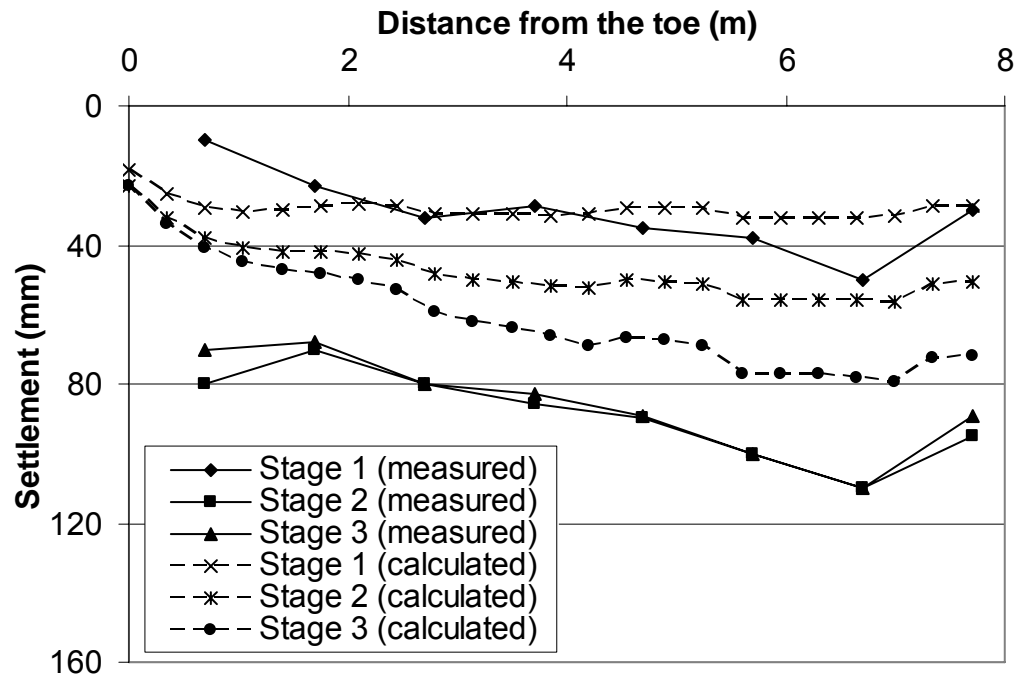 Distance from the toe (m)
0 2 4 6 8
Settlement (mm)
0
40
80
120
160
Stage 1 (measured)
Stage 2 (measured)
Stage 3 (measured)
Stage 1 (calculated)
Stage 2 (calculated)
Stage 3 (calculated)